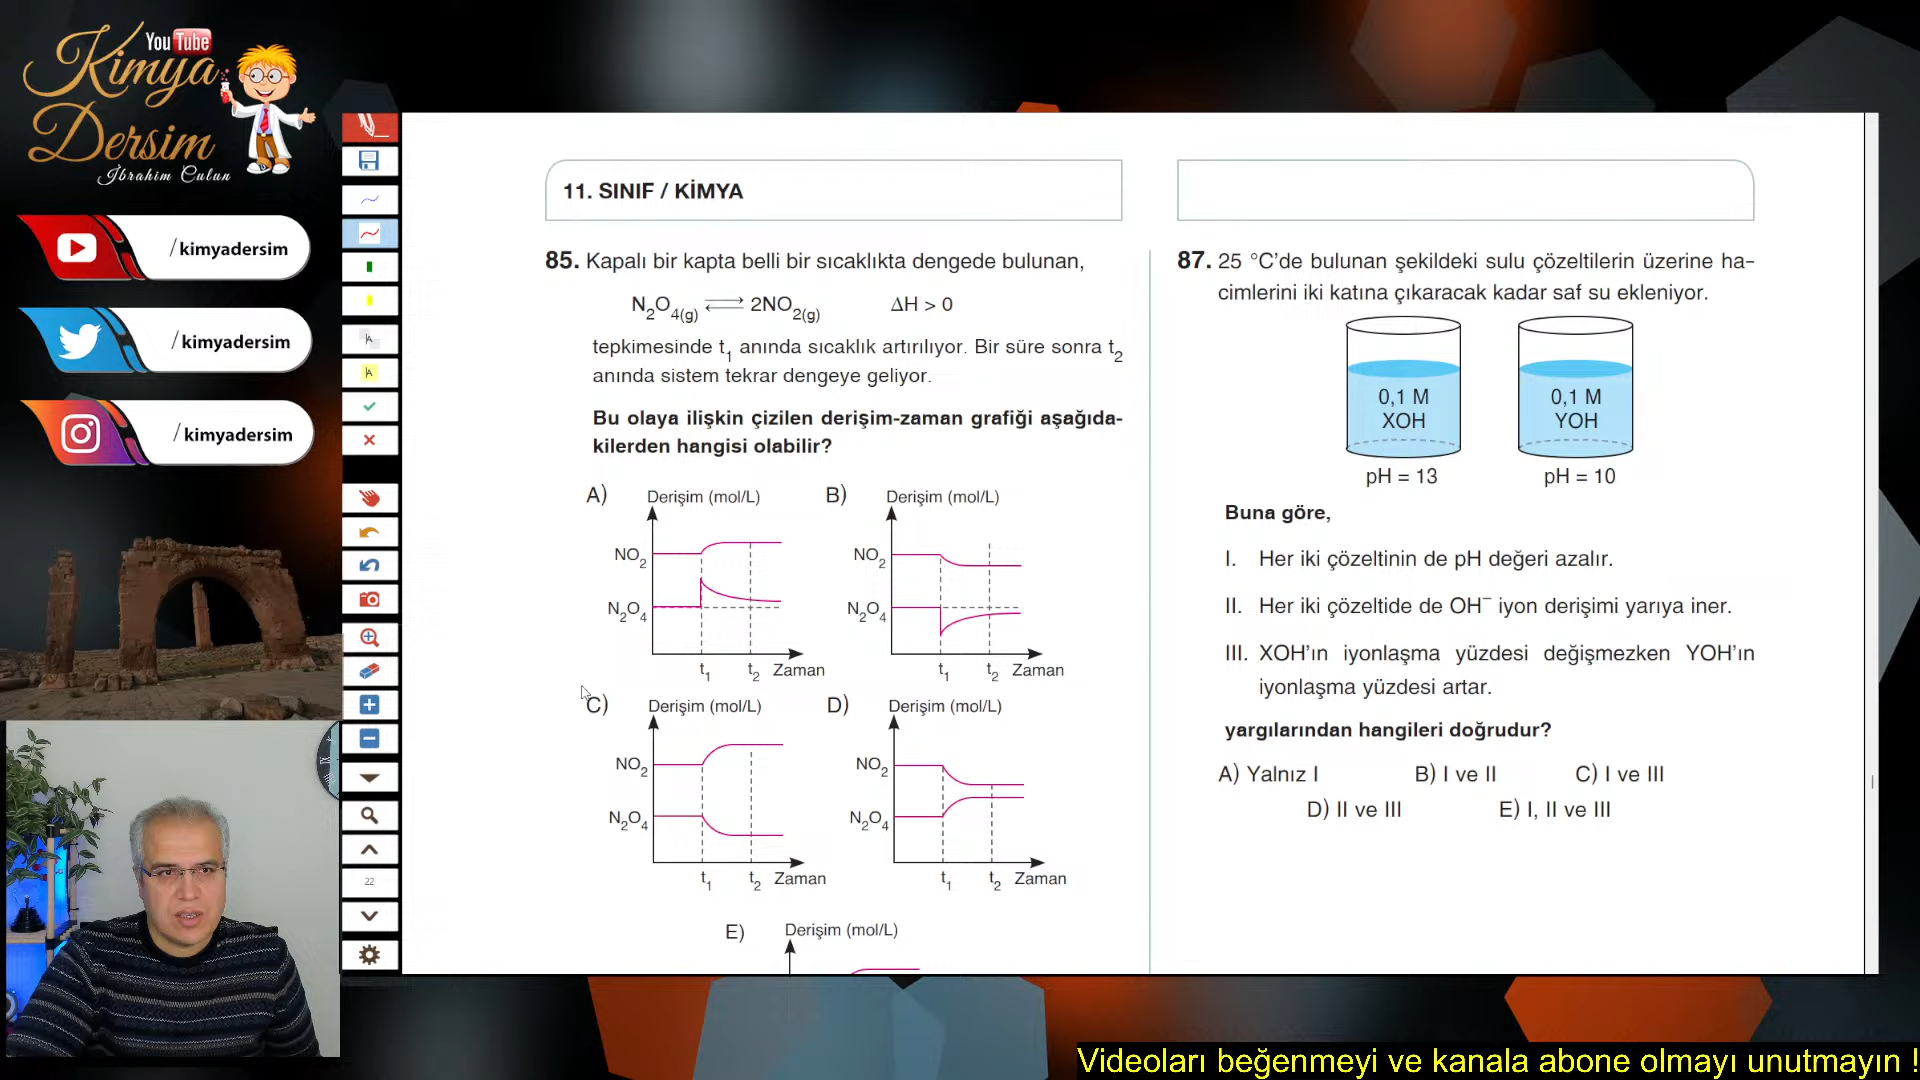 You Tube
Kimya
Dersim
İbrahim Culun
/kimyadersim
/kimyadersim
/kimyadersim
22
11. SINIF / KİMYA
85. Kapalı bir kapta belli bir sıcaklıkta dengede bulunan,
N2O4(g) ⇌ 2NO2(g) ΔH > 0
tepkimesinde t1 anında sıcaklık artırılıyor. Bir süre sonra t2
anında sistem tekrar dengeye geliyor.
Bu olaya ilişkin çizilen derişim-zaman grafiği aşağıda-
kilerden hangisi olabilir?
A) Derişim (mol/L)
NO2
N2O4
t1 t2 Zaman
B) Derişim (mol/L)
NO2
N2O4
t1 t2 Zaman
C) Derişim (mol/L)
NO2
N2O4
t1 t2 Zaman
D) Derişim (mol/L)
NO2
N2O4
t1 t2 Zaman
E) Derişim (mol/L)
87. 25 °C'de bulunan şekildeki sulu çözeltilerin üzerine ha-
cimlerini iki katına çıkaracak kadar saf su ekleniyor.
0,1 M
XOH
pH = 13
0,1 M
YOH
pH = 10
Buna göre,
I. Her iki çözeltinin de pH değeri azalır.
II. Her iki çözeltide de OH⁻ iyon derişimi yarıya iner.
III. XOH'ın iyonlaşma yüzdesi değişmezken YOH'ın
iyonlaşma yüzdesi artar.
yargılarından hangileri doğrudur?
A) Yalnız I B) I ve II C) I ve III
D) II ve III E) I, II ve III
Videoları beğenmeyi ve kanala abone olmayı unutmayın !